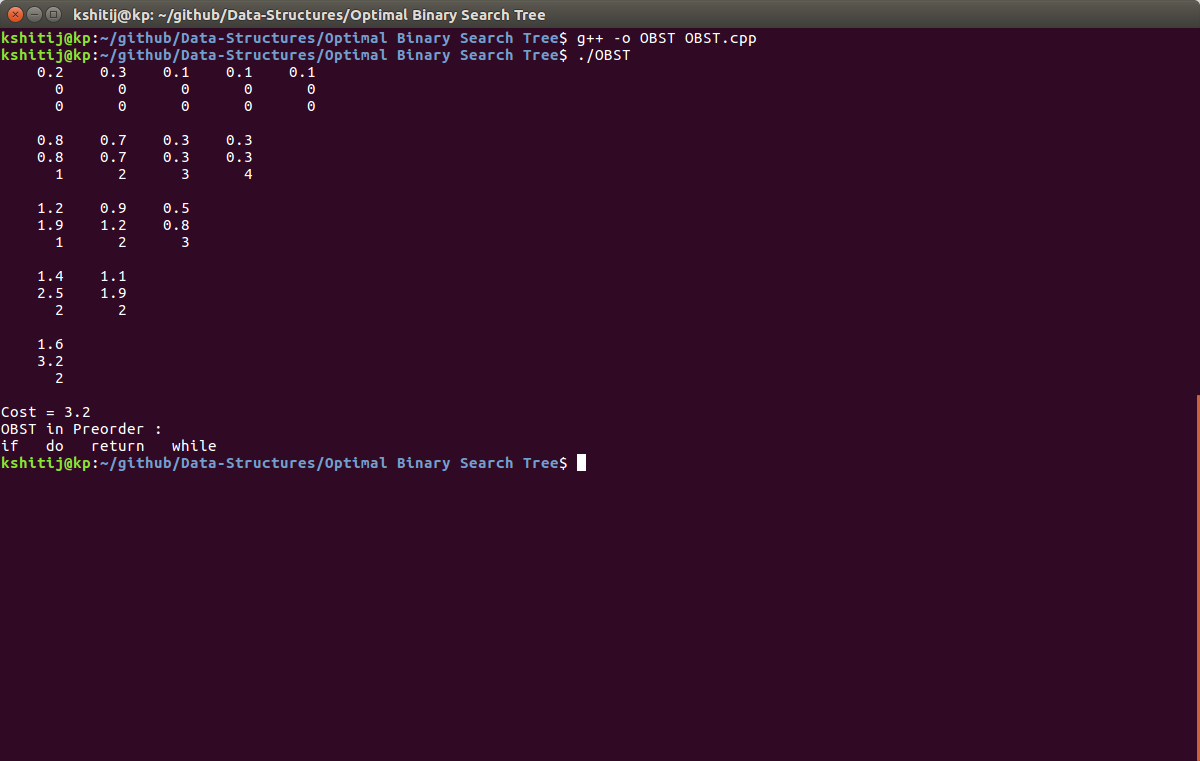 kshitij@kp: ~/github/Data-Structures/Optimal Binary Search Tree
kshitij@kp:~/github/Data-Structures/Optimal Binary Search Tree$ g++ -o OBST OBST.cpp
kshitij@kp:~/github/Data-Structures/Optimal Binary Search Tree$ ./OBST
    0.2    0.3    0.1    0.1    0.1
      0      0      0      0      0
      0      0      0      0      0

    0.8    0.7    0.3    0.3
    0.8    0.7    0.3    0.3
      1      2      3      4

    1.2    0.9    0.5
    1.9    1.2    0.8
      1      2      3

    1.4    1.1
    2.5    1.9
      2      2

    1.6
    3.2
      2

Cost = 3.2
OBST in Preorder :
if   do   return   while
kshitij@kp:~/github/Data-Structures/Optimal Binary Search Tree$